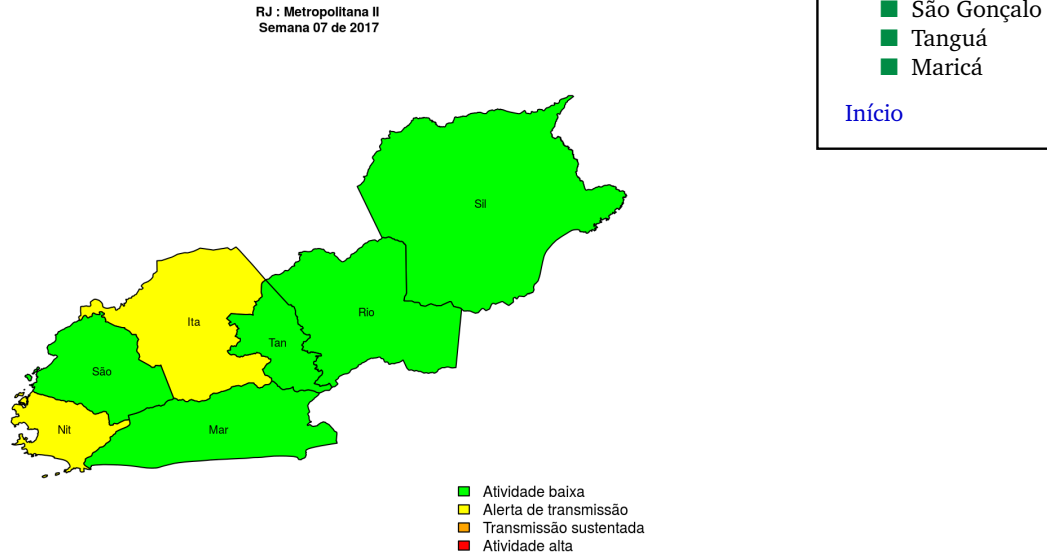 RJ : Metropolitana II
Semana 07 de 2017
São Gonçalo
Tanguá
Maricá
Início
Sil
Rio
Ita
Tan
São
Nit
Mar
Atividade baixa
Alerta de transmissão
Transmissão sustentada
Atividade alta